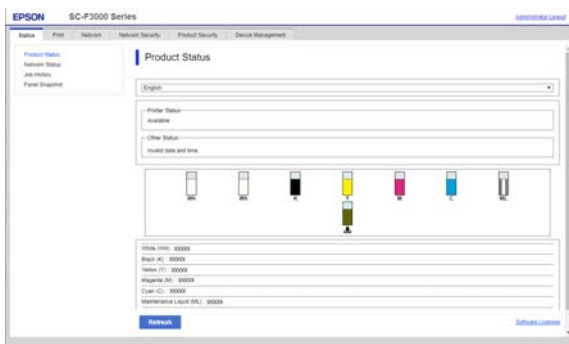 EPSON SC-F3000 Series
Administrator Logout
Status Print Network Network Security Product Security Device Management
Product Status
Network Status
Job History
Panel Snapshot
Product Status
English
Printer Status
Available
Other Status
Invalid date and time.
WH WH K Y M C ML
White (WH) : XXXXX
Black (K) : XXXXX
Yellow (Y) : XXXXX
Magenta (M) : XXXXX
Cyan (C) : XXXXX
Maintenance Liquid (ML) : XXXXX
Refresh
Software Licenses